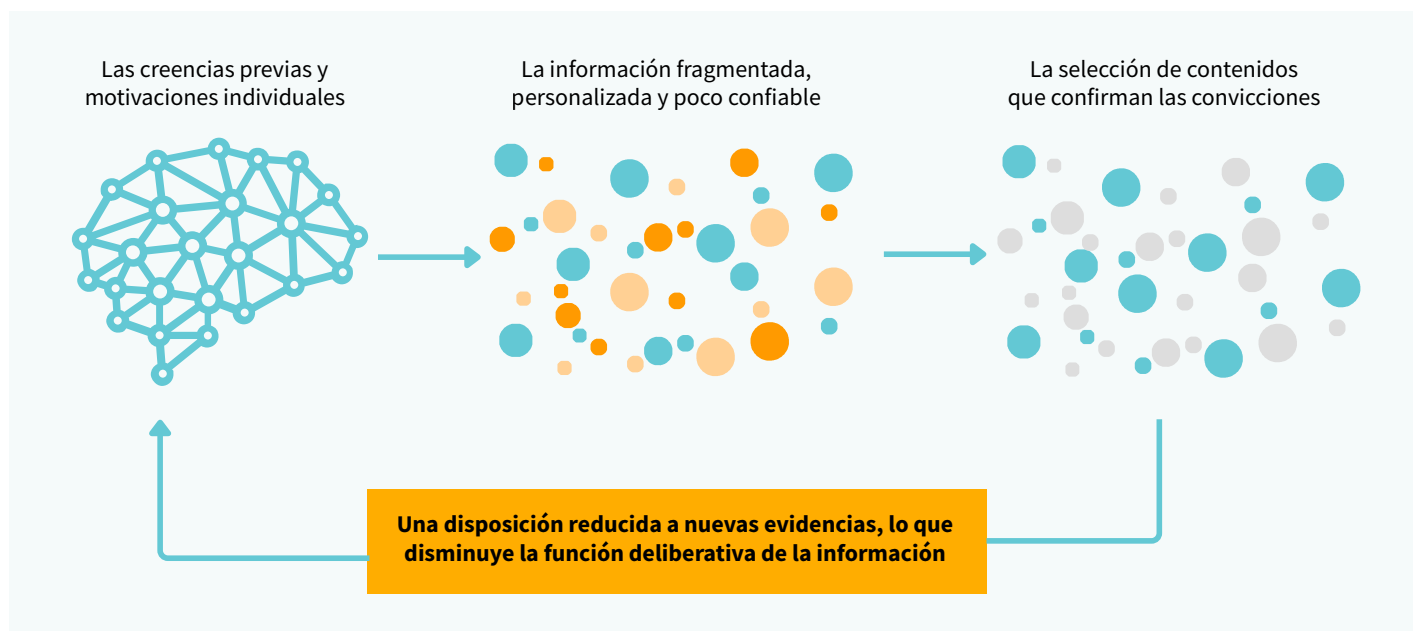 Las creencias previas y
motivaciones individuales
La información fragmentada,
personalizada y poco confiable
La selección de contenidos
que confirman las convicciones
Una disposición reducida a nuevas evidencias, lo que
disminuye la función deliberativa de la información